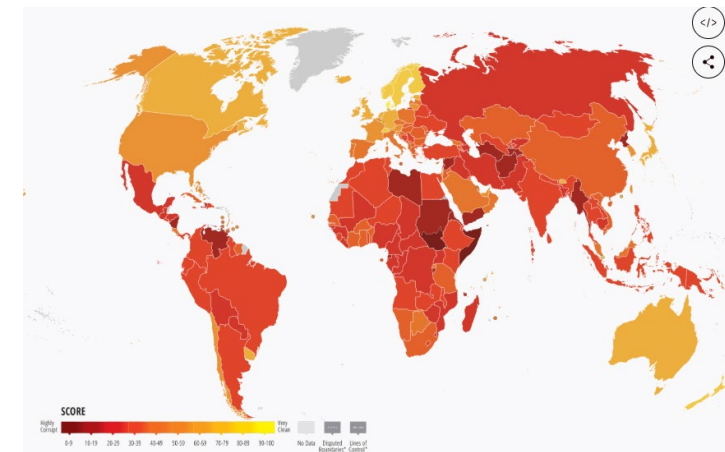 </>
SCORE
Highly Corrupt
Very Clean
0-9 10-19 20-29 30-39 40-49 50-59 60-69 70-79 80-89 90-100
No Data
Disputed Boundaries*
Lines of Control*